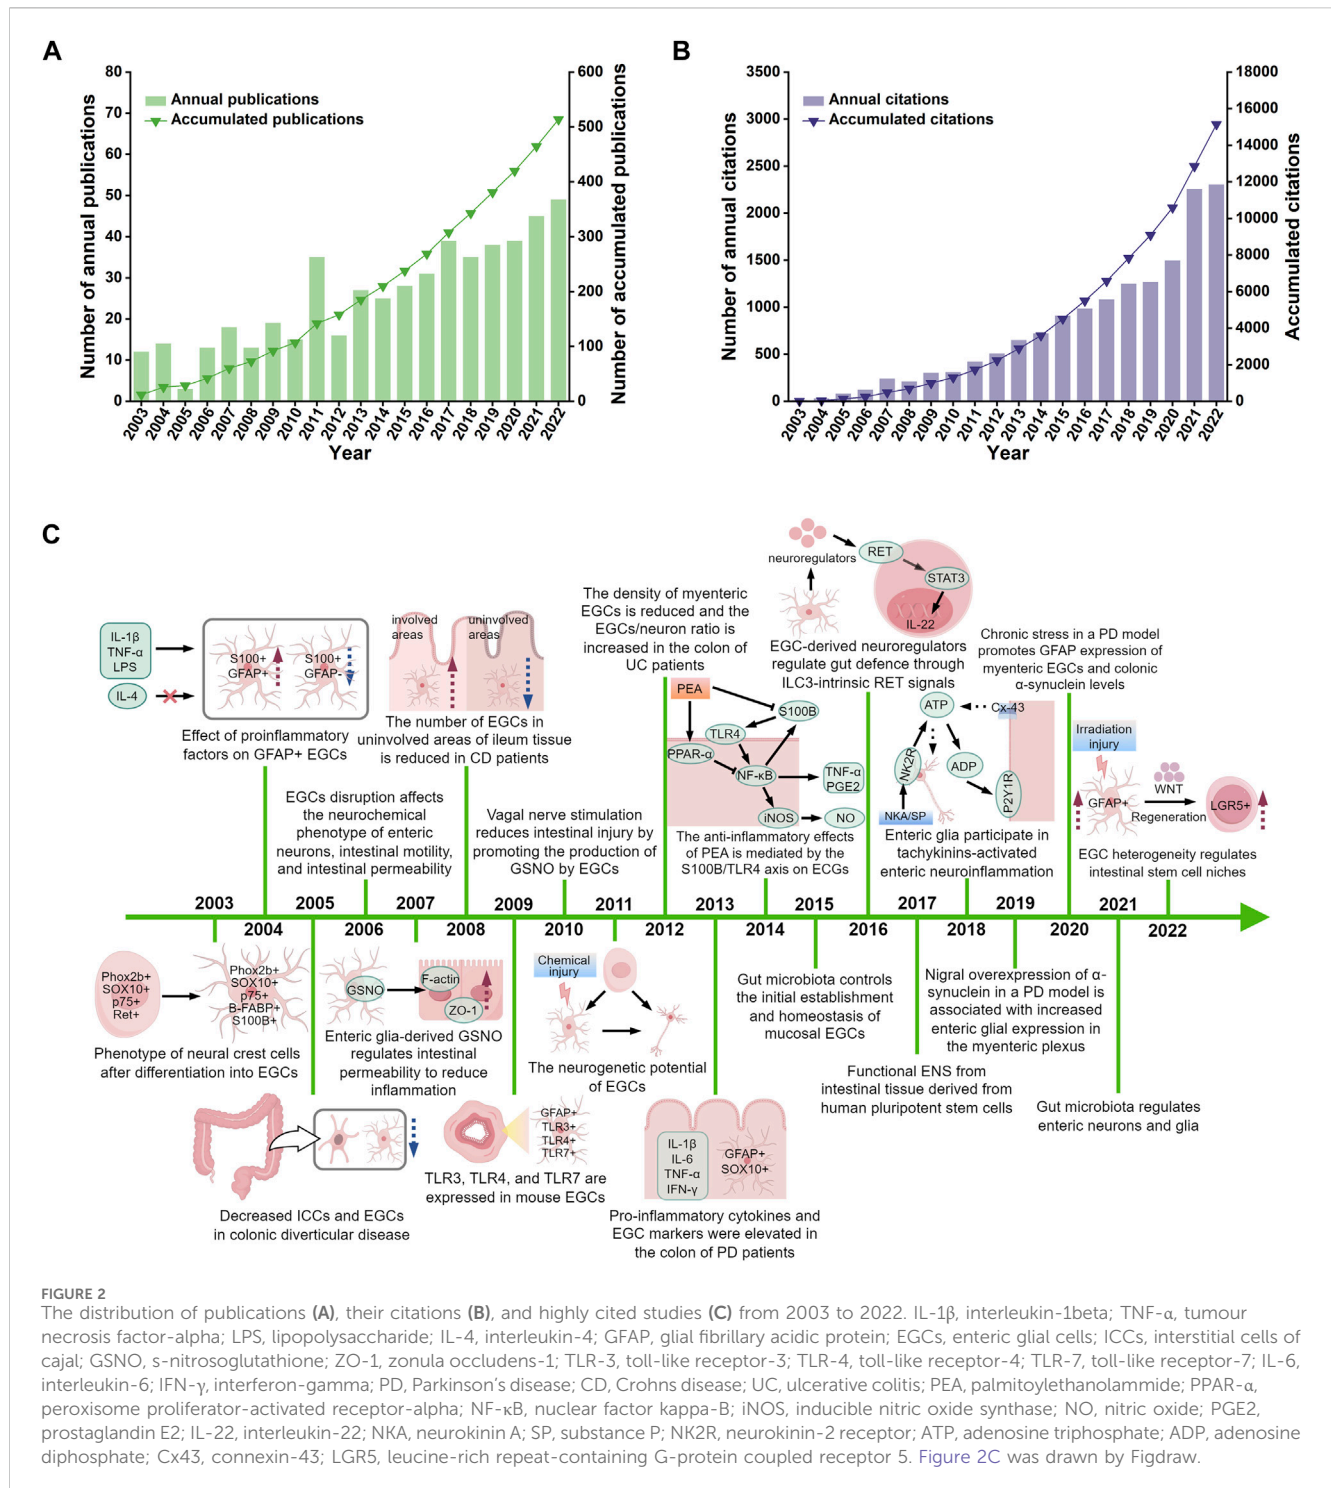 A
80
70
60
50
40
30
20
10
0
Number of annual publications
Annual publications
Accumulated publications
600
500
400
300
200
100
0
Number of accumulated publications
2003
2004
2005
2006
2007
2008
2009
2010
2011
2012
2013
2014
2015
2016
2017
2018
2019
2020
2021
2022
Year
B
3500
3000
2500
2000
1500
1000
500
0
Number of annual citations
Annual citations
Accumulated citations
18000
16000
14000
12000
10000
8000
6000
4000
2000
0
Accumulated citations
2003
2004
2005
2006
2007
2008
2009
2010
2011
2012
2013
2014
2015
2016
2017
2018
2019
2020
2021
2022
Year
C
IL-1β
TNF-α
LPS
IL-4
S100+
GFAP+
S100+
GFAP-
Effect of proinflammatory
factors on GFAP+ EGCs
involved
areas
uninvolved
areas
The number of EGCs in
uninvolved areas of ileum tissue
is reduced in CD patients
EGCs disruption affects
the neurochemical
phenotype of enteric
neurons, intestinal motility,
and intestinal permeability
Vagal nerve stimulation
reduces intestinal injury by
promoting the production of
GSNO by EGCs
The density of myenteric
EGCs is reduced and the
EGCs/neuron ratio is
increased in the colon of
UC patients
PEA
S100B
TLR4
PPAR-α
NF-κB
TNF-α
PGE2
iNOS
NO
The anti-inflammatory effects
of PEA is mediated by the
S100B/TLR4 axis on ECGs
neuroregulators
RET
STAT3
IL-22
EGC-derived neuroregulators
regulate gut defence through
ILC3-intrinsic RET signals
ATP
Cx-43
NK2R
ADP
P2Y1R
NKA/SP
Enteric glia participate in
tachykinins-activated
enteric neuroinflammation
Chronic stress in a PD model
promotes GFAP expression of
myenteric EGCs and colonic
α-synuclein levels
Irradiation
injury
GFAP+
WNT
Regeneration
LGR5+
EGC heterogeneity regulates
intestinal stem cell niches
2003
2005
2007
2009
2011
2013
2015
2017
2019
2021
2004
2006
2008
2010
2012
2014
2016
2018
2020
2022
Phox2b+
SOX10+
p75+
Ret+
Phox2b+
SOX10+
p75+
B-FABP+
S100B+
Phenotype of neural crest cells
after differentiation into EGCs
Decreased ICCs and EGCs
in colonic diverticular disease
GSNO
F-actin
ZO-1
Enteric glia-derived GSNO
regulates intestinal
permeability to reduce
inflammation
GFAP+
TLR3+
TLR4+
TLR7+
TLR3, TLR4, and TLR7 are
expressed in mouse EGCs
Chemical
injury
The neurogenetic potential
of EGCs
IL-1β
IL-6
TNF-α
IFN-γ
GFAP+
SOX10+
Pro-inflammatory cytokines and
EGC markers were elevated in
the colon of PD patients
Gut microbiota controls
the initial establishment
and homeostasis of
mucosal EGCs
Functional ENS from
intestinal tissue derived from
human pluripotent stem cells
Nigral overexpression of α-
synuclein in a PD model is
associated with increased
enteric glial expression in
the myenteric plexus
Gut microbiota regulates
enteric neurons and glia
FIGURE 2
The distribution of publications (A), their citations (B), and highly cited studies (C) from 2003 to 2022. IL-1β, interleukin-1beta; TNF-α, tumour
necrosis factor-alpha; LPS, lipopolysaccharide; IL-4, interleukin-4; GFAP, glial fibrillary acidic protein; EGCs, enteric glial cells; ICCs, interstitial cells of
cajal; GSNO, s-nitrosoglutathione; ZO-1, zonula occludens-1; TLR-3, toll-like receptor-3; TLR-4, toll-like receptor-4; TLR-7, toll-like receptor-7; IL-6,
interleukin-6; IFN-γ, interferon-gamma; PD, Parkinson's disease; CD, Crohns disease; UC, ulcerative colitis; PEA, palmitoylethanolammide; PPAR-α,
peroxisome proliferator-activated receptor-alpha; NF-κB, nuclear factor kappa-B; iNOS, inducible nitric oxide synthase; NO, nitric oxide; PGE2,
prostaglandin E2; IL-22, interleukin-22; NKA, neurokinin A; SP, substance P; NK2R, neurokinin-2 receptor; ATP, adenosine triphosphate; ADP, adenosine
diphosphate; Cx43, connexin-43; LGR5, leucine-rich repeat-containing G-protein coupled receptor 5. Figure 2C was drawn by Figdraw.